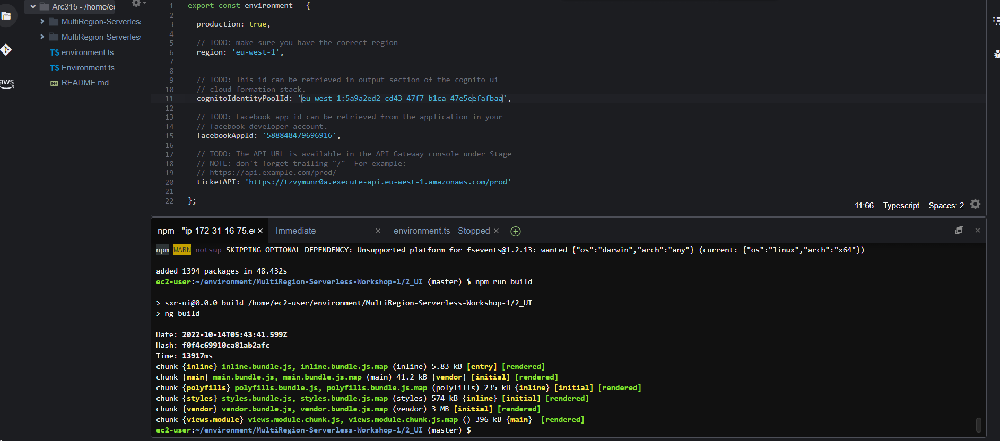 Arc315 - /home/ec
MultiRegion-Serverless
MultiRegion-Serverless
TS environment.ts
TS Environment.ts
README.md
aws
1 export const environment = {
2
3 production: true,
4
5 // TODO: make sure you have the correct region
6 region: 'eu-west-1',
7
8
9 // TODO: This id can be retrieved in output section of the cognito ui
10 // cloud formation stack.
11 cognitoIdentityPoolId: 'eu-west-1:5a9a2ed2-cd43-47f7-b1ca-47e5eefafbaa',
12
13 // TODO: Facebook app id can be retrieved from the application in your
14 // facebook developer account.
15 facebookAppId: '588848479696916',
16
17 // TODO: The API URL is available in the API Gateway console under Stage
18 // NOTE: don't forget trailing "/"  For example:
19 // https://api.example.com/prod/
20 ticketAPI: 'https://tzvymunr0a.execute-api.eu-west-1.amazonaws.com/prod'
21
22 };
11:66 Typescript Spaces: 2
npm - "ip-172-31-16-75.eu × Immediate × environment.ts - Stopped ×
npm WARN notsup SKIPPING OPTIONAL DEPENDENCY: Unsupported platform for fsevents@1.2.13: wanted {"os":"darwin","arch":"any"} (current: {"os":"linux","arch":"x64"})
added 1394 packages in 48.432s
ec2-user:~/environment/MultiRegion-Serverless-Workshop-1/2_UI (master) $ npm run build
> sxr-ui@0.0.0 build /home/ec2-user/environment/MultiRegion-Serverless-Workshop-1/2_UI
> ng build
Date: 2022-10-14T05:43:41.599Z
Hash: f0f4c69910ca81ab2afc
Time: 13917ms
chunk {inline} inline.bundle.js, inline.bundle.js.map (inline) 5.83 kB [entry] [rendered]
chunk {main} main.bundle.js, main.bundle.js.map (main) 41.2 kB {vendor} [initial] [rendered]
chunk {polyfills} polyfills.bundle.js, polyfills.bundle.js.map (polyfills) 235 kB {inline} [initial] [rendered]
chunk {styles} styles.bundle.js, styles.bundle.js.map (styles) 574 kB {inline} [initial] [rendered]
chunk {vendor} vendor.bundle.js, vendor.bundle.js.map (vendor) 3 MB [initial] [rendered]
chunk {views.module} views.module.chunk.js, views.module.chunk.js.map () 396 kB {main}  [rendered]
ec2-user:~/environment/MultiRegion-Serverless-Workshop-1/2_UI (master) $